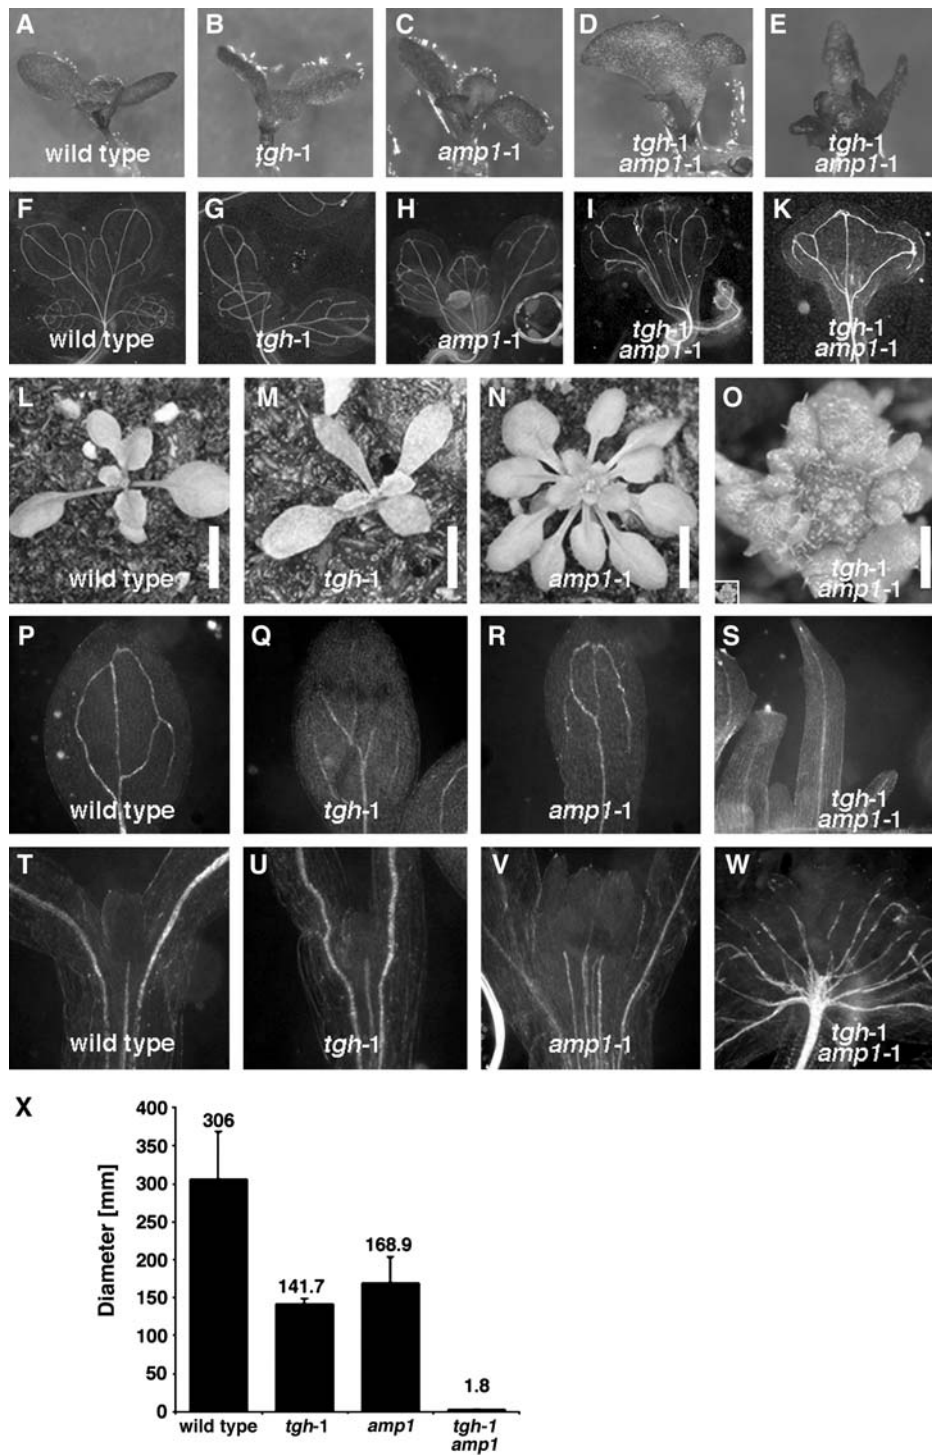 A
wild type
B
tgh-1
C
amp1-1
D
tgh-1
amp1-1
E
tgh-1
amp1-1
F
wild type
G
tgh-1
H
amp1-1
I
tgh-1
amp1-1
K
tgh-1
amp1-1
L
wild type
M
tgh-1
N
amp1-1
O
tgh-1
amp1-1
P
wild type
Q
tgh-1
R
amp1-1
S
tgh-1
amp1-1
T
wild type
U
tgh-1
V
amp1-1
W
tgh-1
amp1-1
X
Diameter [mm]
400
350
300
250
200
150
100
50
0
306
141.7
168.9
1.8
wild type
tgh-1
amp1
tgh-1
amp1